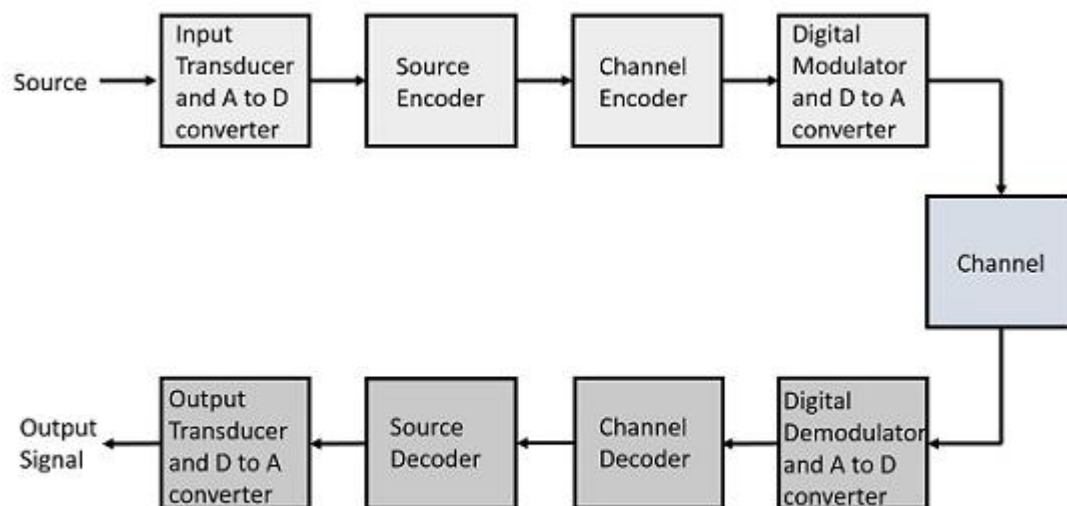 Source
Input
Transducer
and A to D
converter
Source
Encoder
Channel
Encoder
Digital
Modulator
and D to A
converter
Channel
Output
Signal
Output
Transducer
and D to A
converter
Source
Decoder
Channel
Decoder
Digital
Demodulator
and A to D
converter